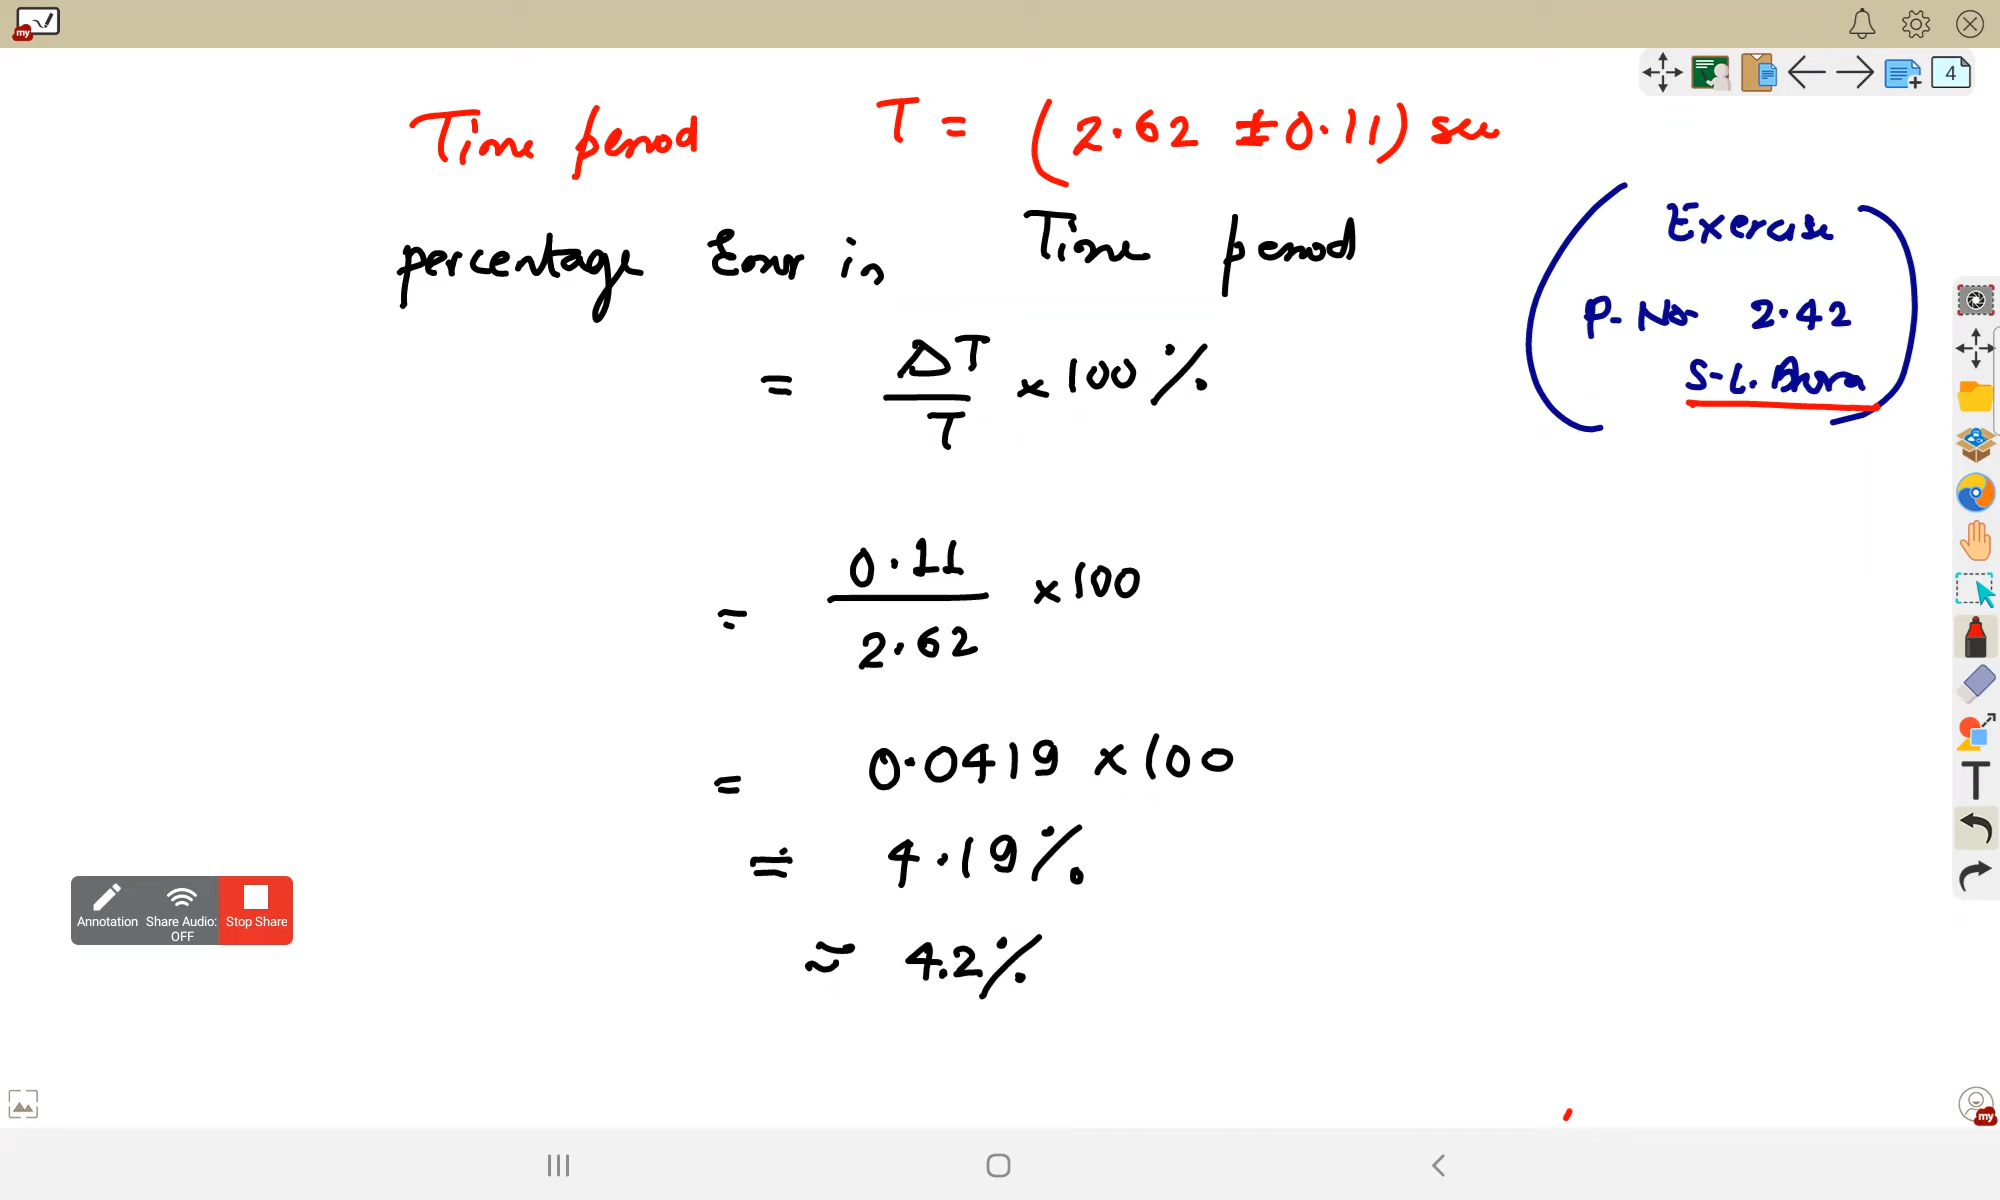 Time period T = (2.62 ± 0.11) sec
percentage Error in Time period
= ΔT/T × 100 %
= 0.11/2.62 × 100
= 0.0419 × 100
= 4.19 %
≈ 4.2 %
Exercise
P. No 2.42
S.L. Arora
4
Annotation
Share Audio: OFF
Stop Share
T
my
my